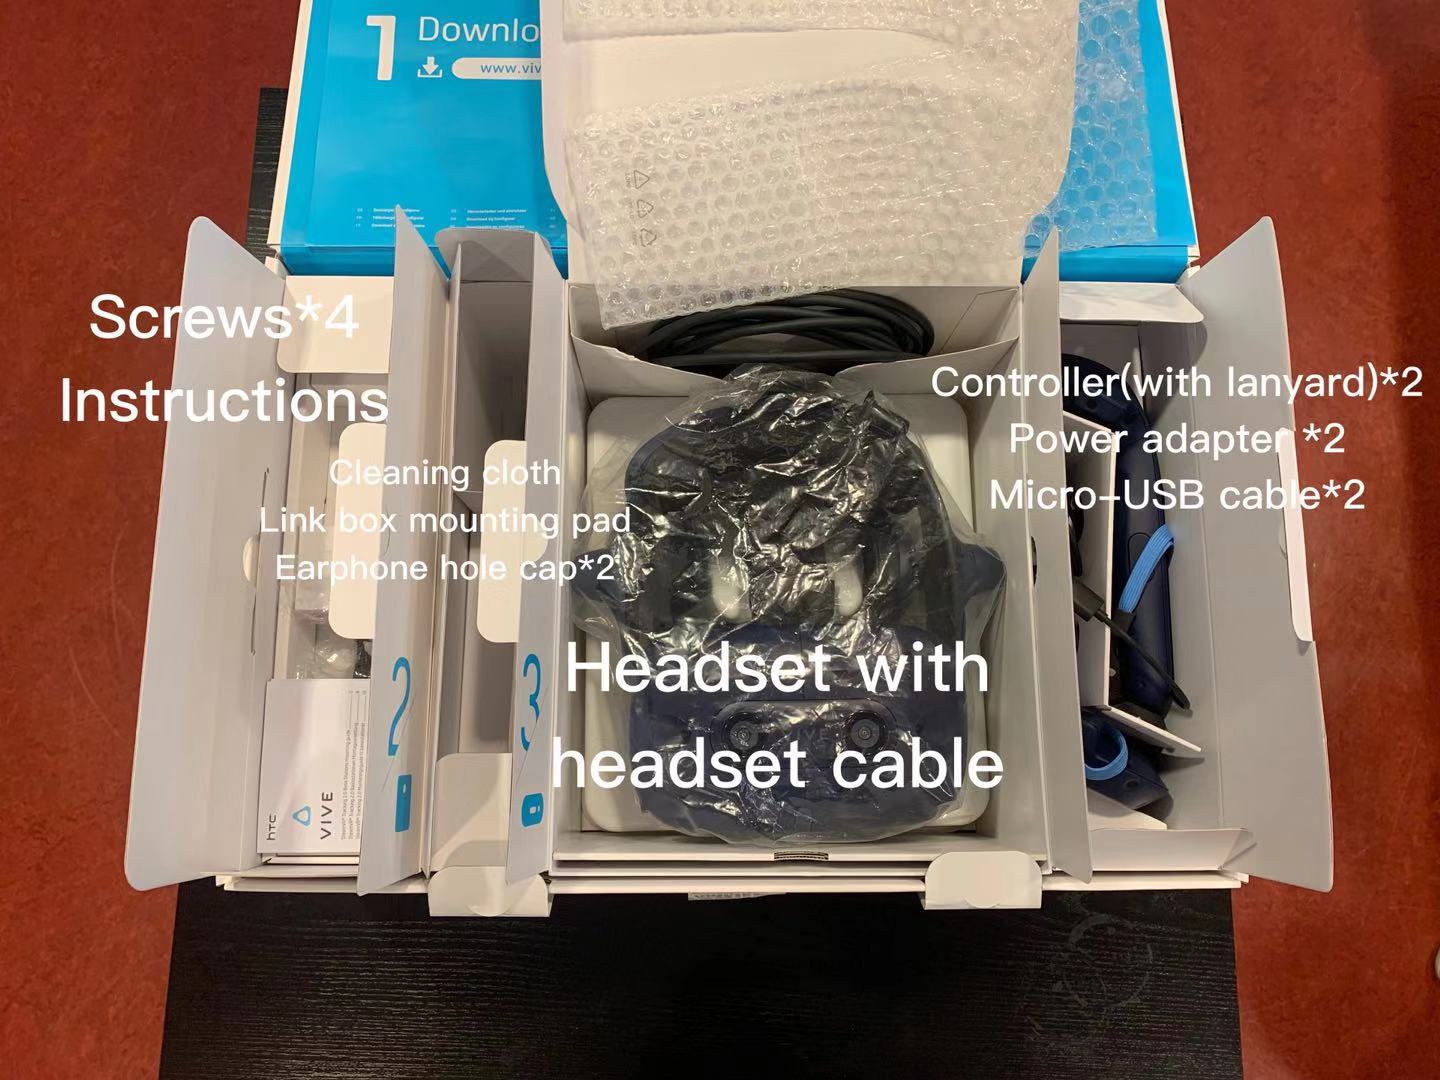 1
Downlo
www.viv
Screws*4
Instructions
Controller(with lanyard)*2
Power adapter *2
Micro-USB cable*2
Cleaning cloth
Link box mounting pad
Earphone hole cap*2
Headset with
headset cable
2
3
VIVE
hTC
VIVE